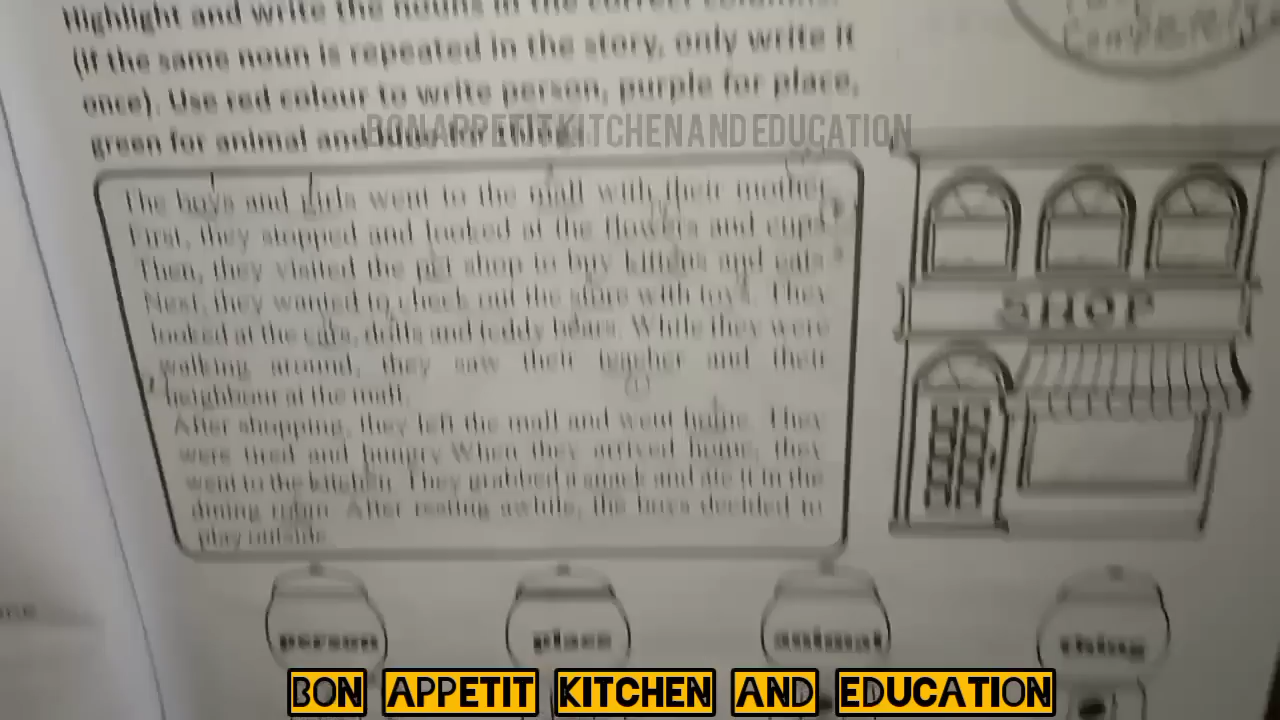 Highlight and write the nouns in the correct columns.
(If the same noun is repeated in the story, only write it
once). Use red colour to write person, purple for place,
green for animal and blue for thing.
BON APPETIT KITCHEN AND EDUCATION
The boys and girls went to the mall with their mother.
First, they stopped and looked at the flowers and cups.
Then, they visited the pet shop to buy kittens and cats.
Next, they wanted to check out the store with toys. They
looked at the cars, dolls and teddy bears. While they were
walking around, they saw their teacher and their
neighbour at the mall.
After shopping, they left the mall and went home. They
were tired and hungry. When they arrived home, they
went to the kitchen. They grabbed a snack and ate it in the
dining room. After resting awhile, the boys decided to
play outside.
SHOP
person
place
animal
thing
BON APPETIT KITCHEN AND EDUCATION